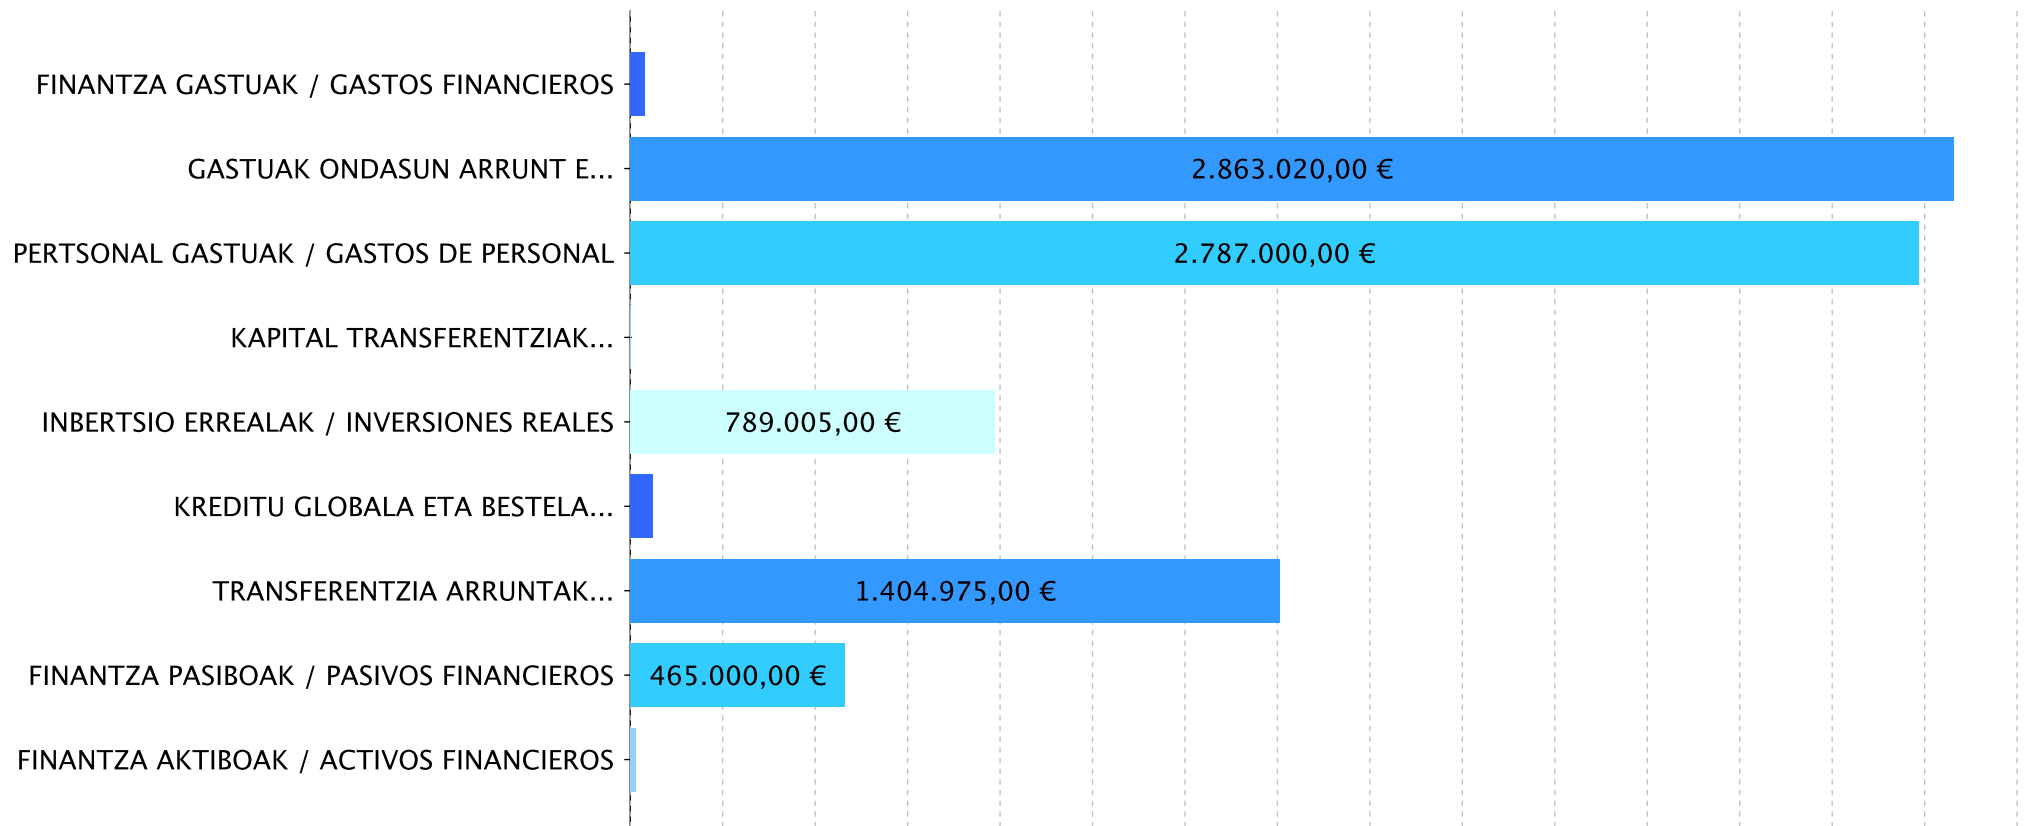 FINANTZA GASTUAK / GASTOS FINANCIEROS
GASTUAK ONDASUN ARRUNT E...
2.863.020,00 €
PERTSONAL GASTUAK / GASTOS DE PERSONAL
2.787.000,00 €
KAPITAL TRANSFERENTZIAK...
INBERTSIO ERREALAK / INVERSIONES REALES
789.005,00 €
KREDITU GLOBALA ETA BESTELA...
TRANSFERENTZIA ARRUNTAK...
1.404.975,00 €
FINANTZA PASIBOAK / PASIVOS FINANCIEROS
465.000,00 €
FINANTZA AKTIBOAK / ACTIVOS FINANCIEROS